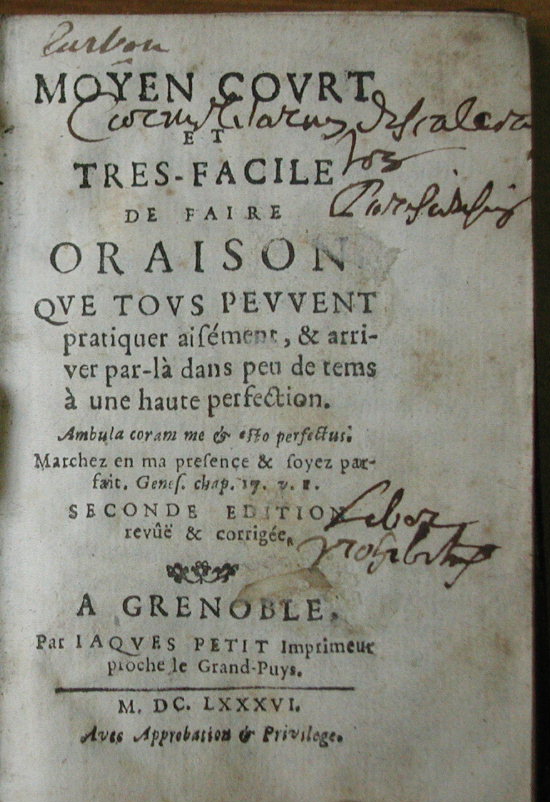 MOYEN COVRT
ET
TRES-FACILE
DE FAIRE
ORAISON
QVE TOVS PEVVENT
pratiquer aisément, & arri-
ver par-là dans peu de tems
à une haute perfection.
Ambula coram me & esto perfectus.
Marchez en ma presence & soyez par-
fait. Genes. chap. 17. v. 1.
SECONDE EDITION
revûë & corrigée,
A GRENOBLE,
Par IAQVES PETIT Imprimeur
proche le Grand-Puys.
M. DC. LXXXVI.
Avec Approbation & Privilege.
Liber
prohibitus